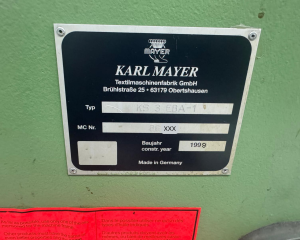 MAYER
KARL MAYER
Textilmaschinenfabrik GmbH
Brühlstraße 25 • 63179 Obertshausen
Typ
MC Nr. XXX
Baujahr
constr. year 1999
Made in Germany